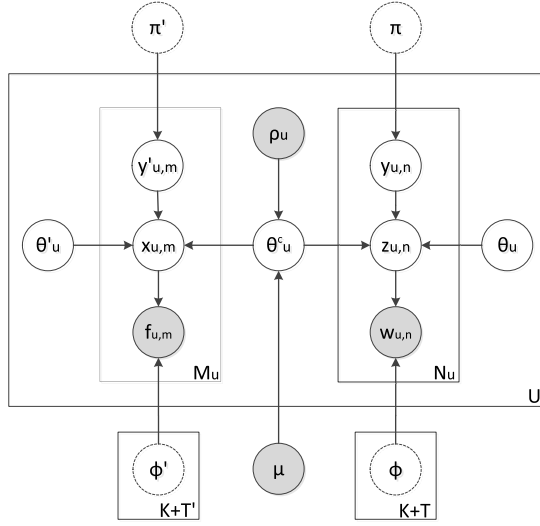 π' π
ρu
y'u,m yu,n
θ'u xu,m θᶜu zu,n θu
fu,m wu,n
Mu Nu
U
ϕ' μ ϕ
K+T' K+T